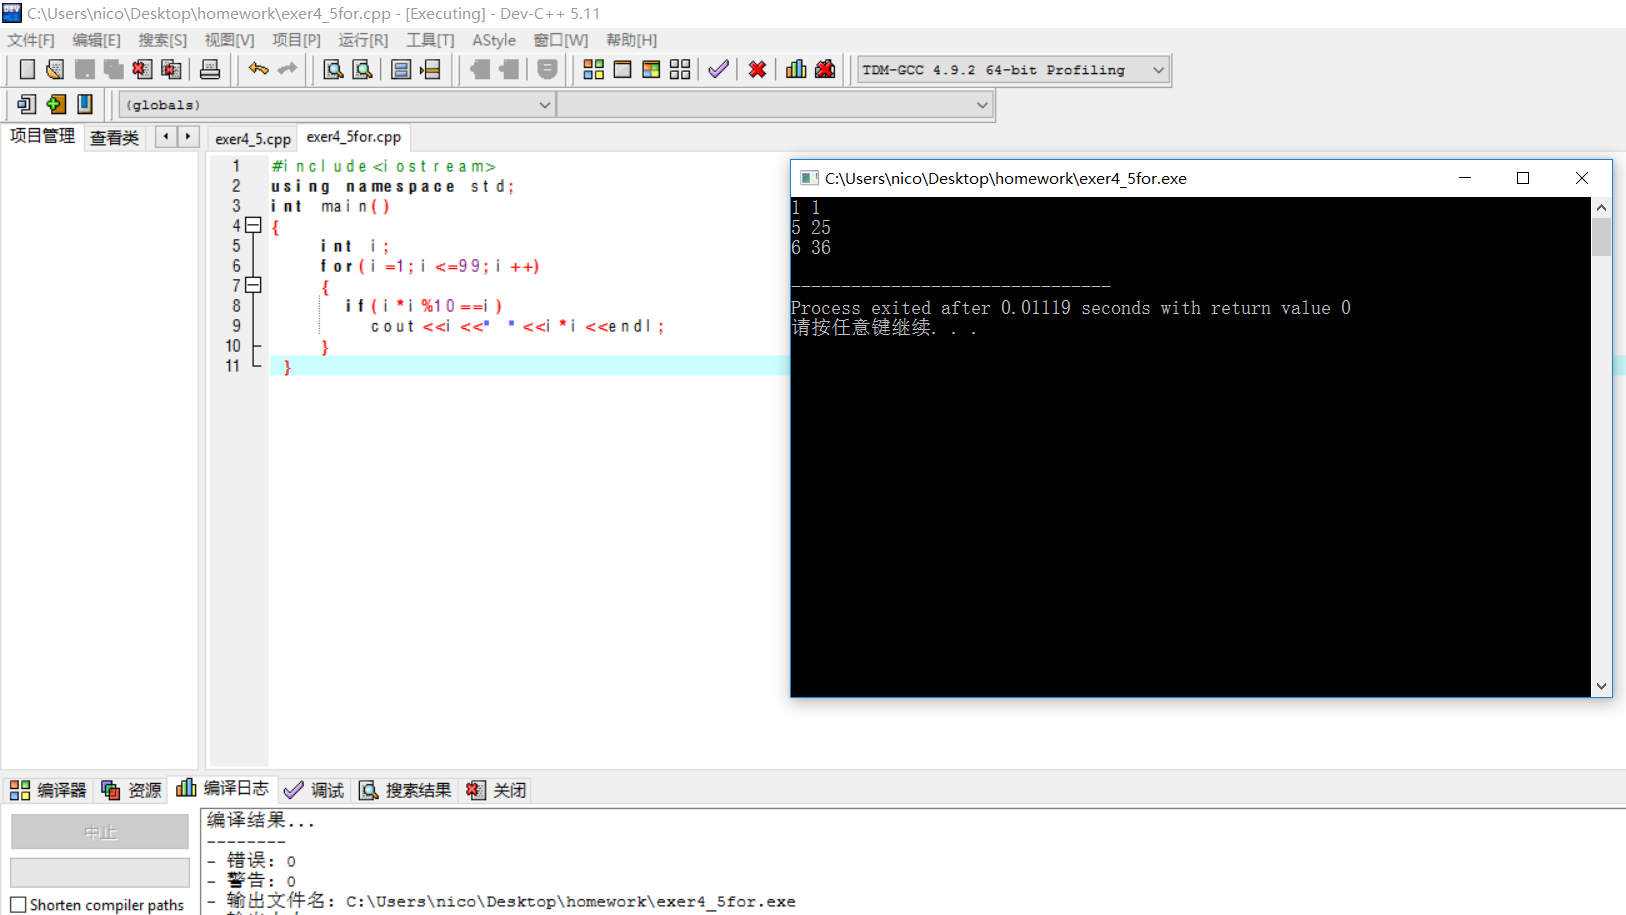 C:\Users\nico\Desktop\homework\exer4_5for.cpp - [Executing] - Dev-C++ 5.11
文件[F] 编辑[E] 搜索[S] 视图[V] 项目[P] 运行[R] 工具[T] AStyle 窗口[W] 帮助[H]
TDM-GCC 4.9.2 64-bit Profiling
(globals)
项目管理 查看类 exer4_5.cpp exer4_5for.cpp
1 #include<iostream>
2 using namespace std;
3 int main()
4 {
5 int i;
6 for(i=1;i<=99;i++)
7 {
8 if(i*i%10==i)
9 cout<<i<<" "<<i*i<<endl;
10 }
11 }
C:\Users\nico\Desktop\homework\exer4_5for.exe
1 1
5 25
6 36
--------------------------------
Process exited after 0.01119 seconds with return value 0
请按任意键继续. . .
编译器 资源 编译日志 调试 搜索结果 关闭
中止
Shorten compiler paths
编译结果...
--------
- 错误: 0
- 警告: 0
- 输出文件名: C:\Users\nico\Desktop\homework\exer4_5for.exe